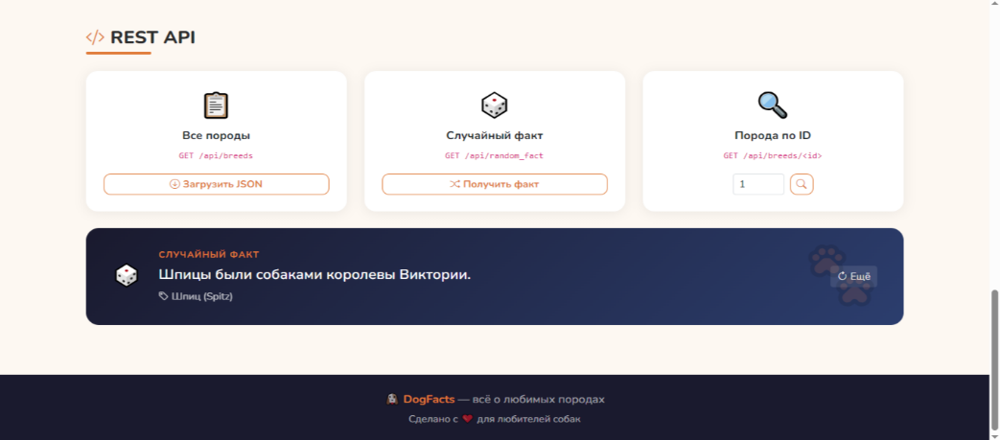 </> REST API
Все породы
GET /api/breeds
Загрузить JSON
Случайный факт
GET /api/random_fact
Получить факт
Порода по ID
GET /api/breeds/<id>
1
СЛУЧАЙНЫЙ ФАКТ
Шпицы были собаками королевы Виктории.
Шпиц (Spitz)
Ещё
DogFacts — всё о любимых породах
Сделано с ❤ для любителей собак